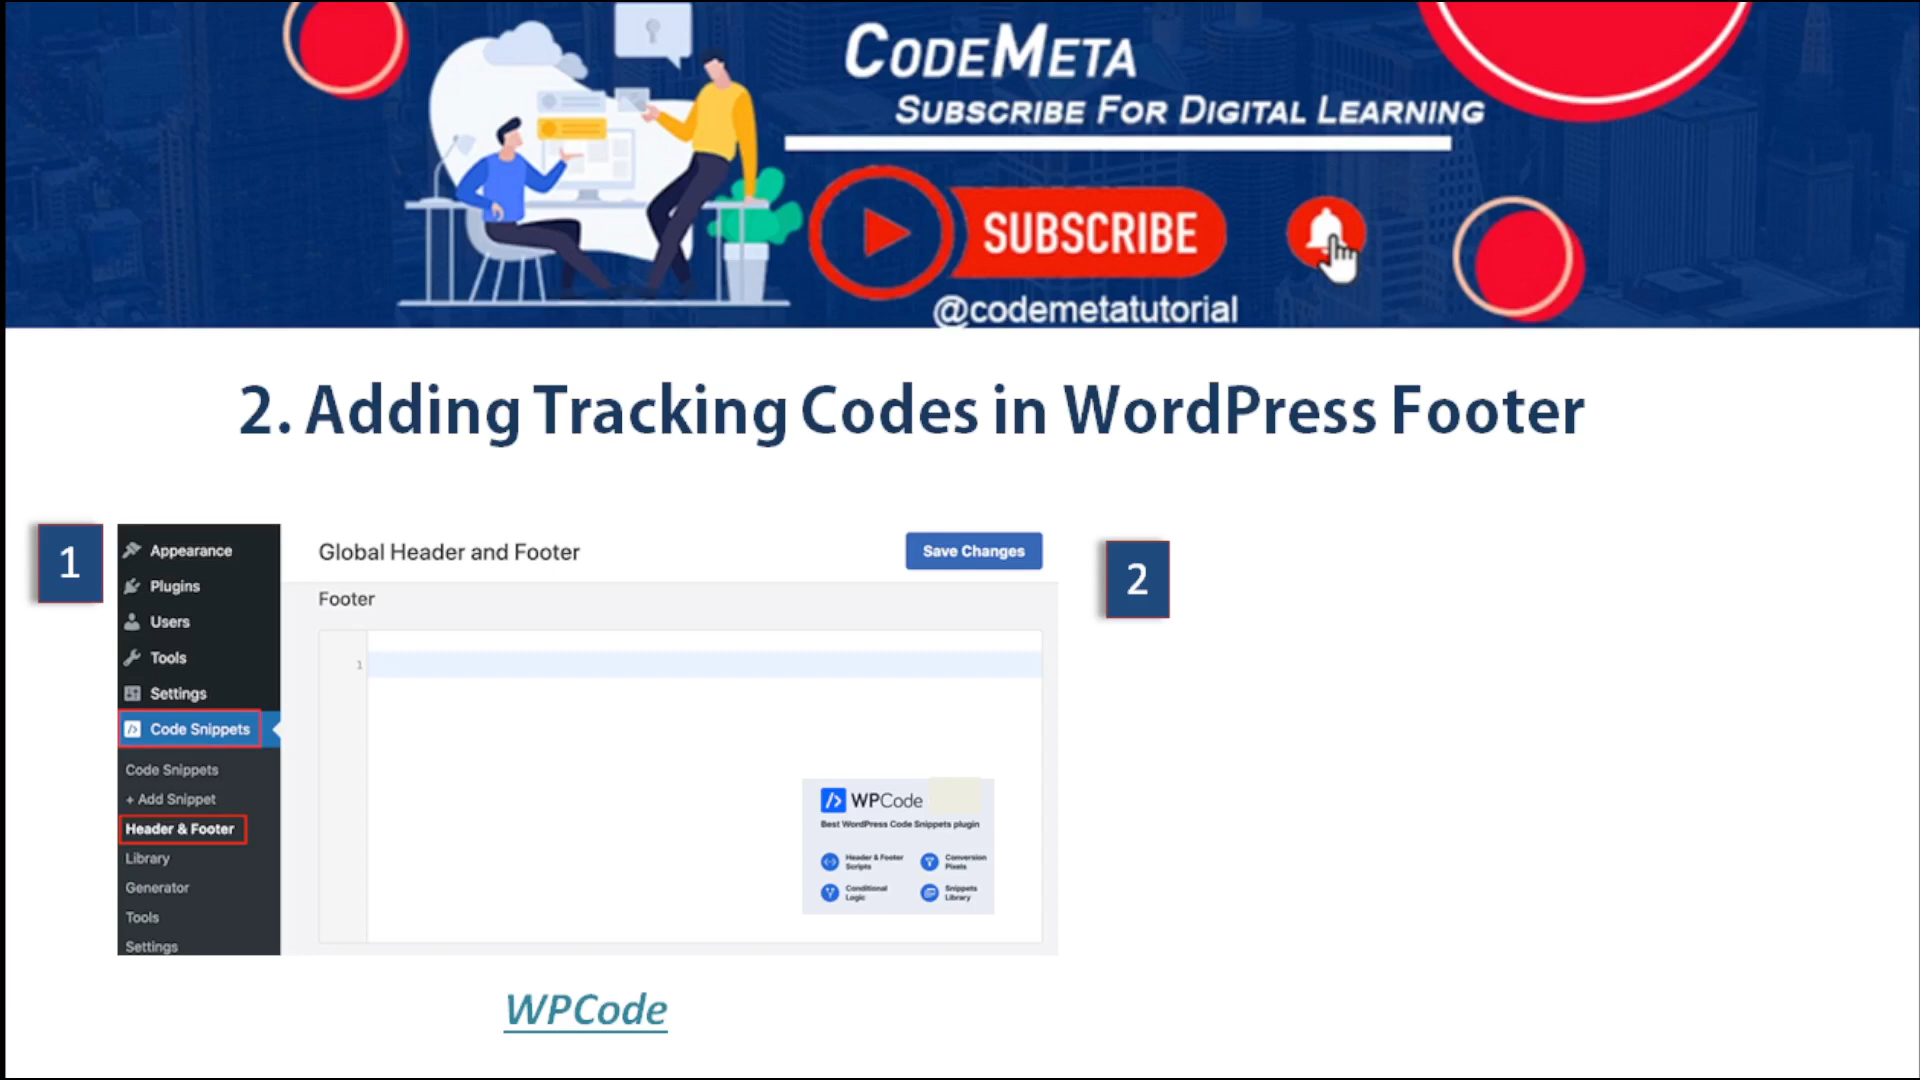 CODEMETA
SUBSCRIBE FOR DIGITAL LEARNING
SUBSCRIBE
@codemetatutorial
2. Adding Tracking Codes in WordPress Footer
1
Appearance
Plugins
Users
Tools
Settings
Code Snippets
Code Snippets
+ Add Snippet
Header & Footer
Library
Generator
Tools
Settings
Global Header and Footer
Save Changes
Footer
1
WPCode
Best WordPress Code Snippets plugin
Header & Footer
Scripts
Conversion
Pixels
Conditional
Logic
Snippets
Library
2
WPCode